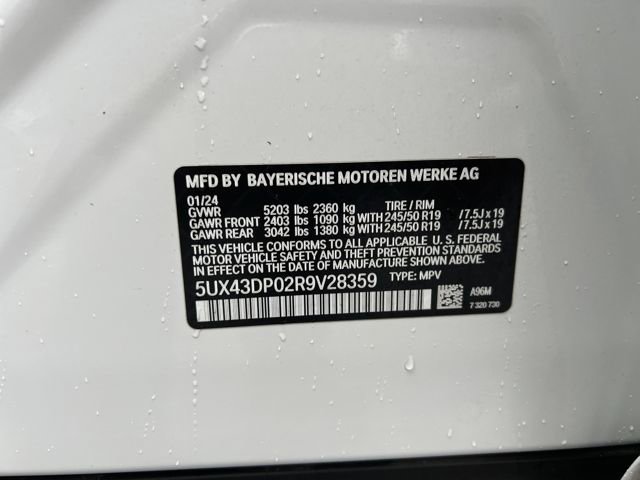 MFD BY BAYERISCHE MOTOREN WERKE AG
01/24
GVWR 5203 lbs 2360 kg TIRE / RIM
GAWR FRONT 2403 lbs 1090 kg WITH 245/50 R19 / 7.5J x 19
GAWR REAR 3042 lbs 1380 kg WITH 245/50 R19 / 7.5J x 19
THIS VEHICLE CONFORMS TO ALL APPLICABLE U. S. FEDERAL
MOTOR VEHICLE SAFETY AND THEFT PREVENTION STANDARDS
IN EFFECT ON THE DATE OF MANUFACTURE SHOWN ABOVE.
5UX43DP02R9V28359 TYPE: MPV
A96M
7 320 730